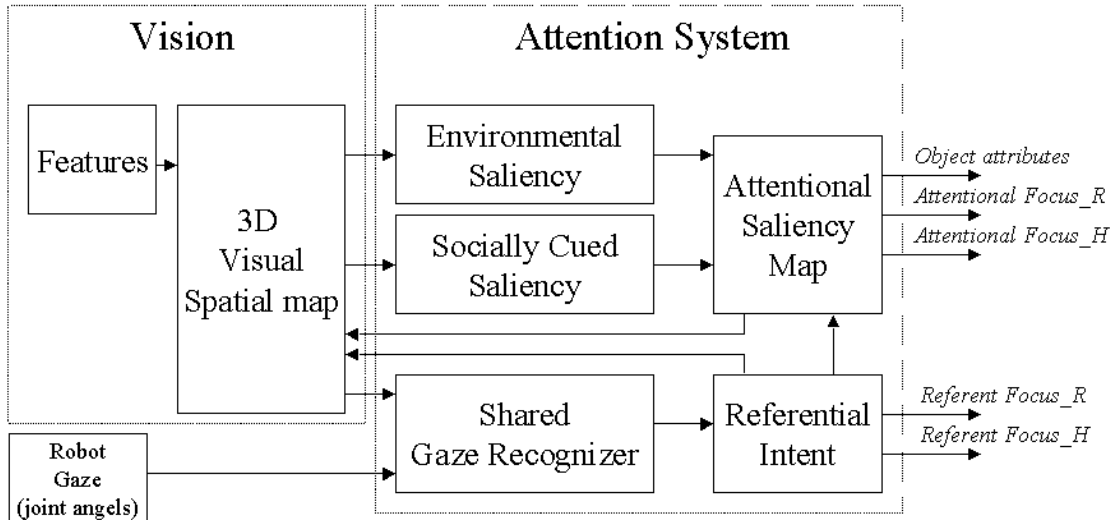 Vision
Attention System
Features
3D
Visual
Spatial map
Environmental
Saliency
Socially Cued
Saliency
Attentional
Saliency
Map
Object attributes
Attentional Focus_R
Attentional Focus_H
Shared
Gaze Recognizer
Referential
Intent
Referent Focus_R
Referent Focus_H
Robot
Gaze
(joint angels)